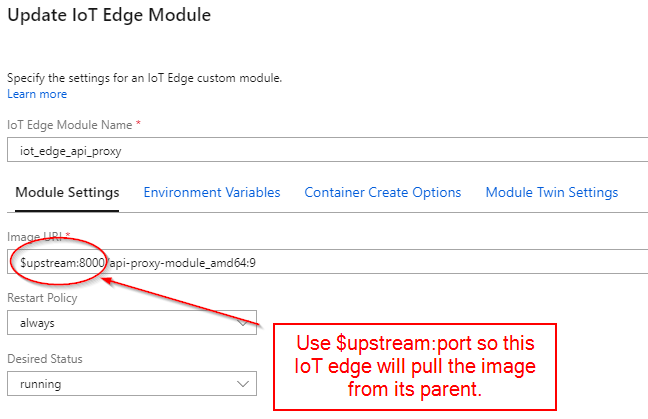 Update IoT Edge Module
Specify the settings for an IoT Edge custom module.
Learn more
IoT Edge Module Name *
iot_edge_api_proxy
Module Settings Environment Variables Container Create Options Module Twin Settings
Image URI *
$upstream:8000/api-proxy-module_amd64:9
Restart Policy
always
Use $upstream:port so this
IoT edge will pull the image
from its parent.
Desired Status
running